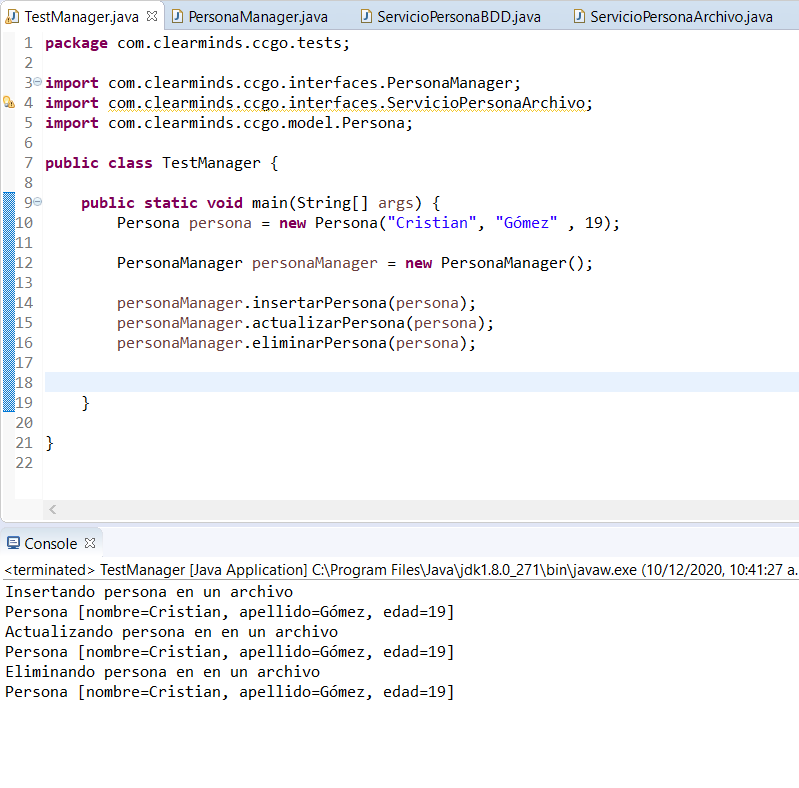 TestManager.java PersonaManager.java ServicioPersonaBDD.java ServicioPersonaArchivo.java
1 package com.clearminds.ccgo.tests;
2
3 import com.clearminds.ccgo.interfaces.PersonaManager;
4 import com.clearminds.ccgo.interfaces.ServicioPersonaArchivo;
5 import com.clearminds.ccgo.model.Persona;
6
7 public class TestManager {
8
9     public static void main(String[] args) {
10         Persona persona = new Persona("Cristian", "Gómez" , 19);
11
12         PersonaManager personaManager = new PersonaManager();
13
14         personaManager.insertarPersona(persona);
15         personaManager.actualizarPersona(persona);
16         personaManager.eliminarPersona(persona);
17
18
19     }
20
21 }
22
Console
<terminated> TestManager [Java Application] C:\Program Files\Java\jdk1.8.0_271\bin\javaw.exe (10/12/2020, 10:41:27 a.
Insertando persona en un archivo
Persona [nombre=Cristian, apellido=Gómez, edad=19]
Actualizando persona en en un archivo
Persona [nombre=Cristian, apellido=Gómez, edad=19]
Eliminando persona en en un archivo
Persona [nombre=Cristian, apellido=Gómez, edad=19]